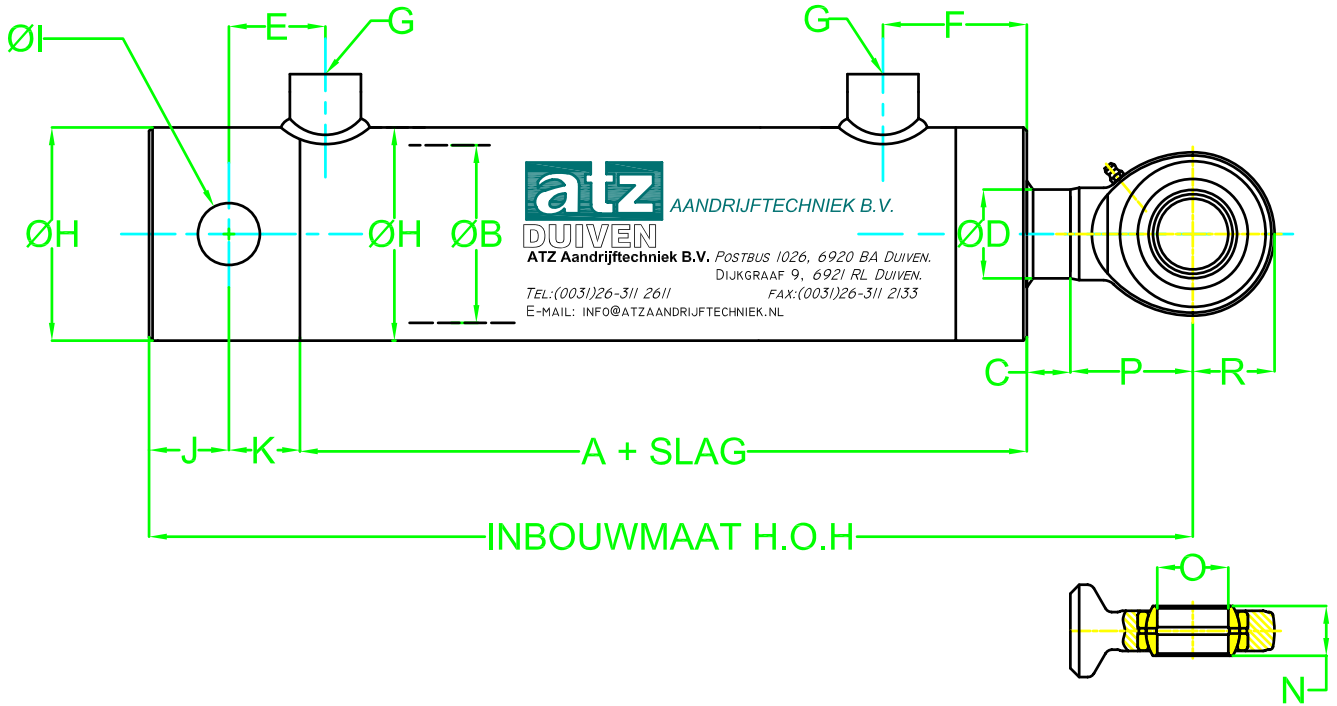 E
G
G
F
ØI
ØH
ØH
ØB
ØD
atz
AANDRIJFTECHNIEK B.V.
DUIVEN
ATZ Aandrijftechniek B.V. POSTBUS 1026, 6920 BA DUIVEN.
DIJKGRAAF 9, 6921 RL DUIVEN.
TEL:(0031)26-311 2611 FAX:(0031)26-311 2133
E-MAIL: INFO@ATZAANDRIJFTECHNIEK.NL
C
P
R
J
K
A + SLAG
INBOUWMAAT H.O.H
O
N